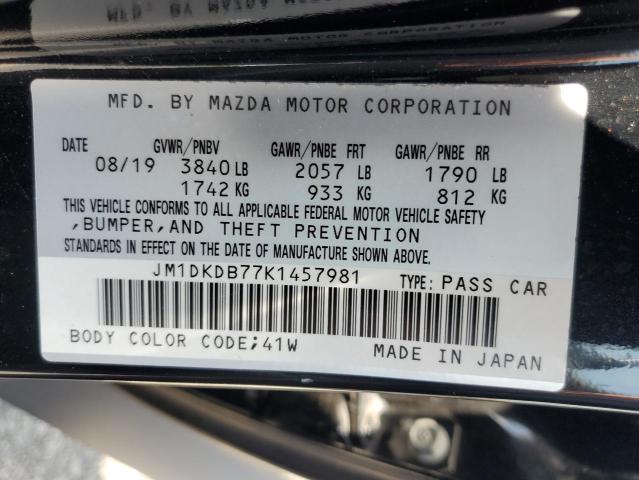 MFD. BY MAZDA MOTOR CORPORATION
DATE GVWR/PNBV GAWR/PNBE FRT GAWR/PNBE RR
08/19 3840 LB 2057 LB 1790 LB
1742 KG 933 KG 812 KG
THIS VEHICLE CONFORMS TO ALL APPLICABLE FEDERAL MOTOR VEHICLE SAFETY
,BUMPER,AND THEFT PREVENTION
STANDARDS IN EFFECT ON THE DATE OF MANUFACTURE SHOWN ABOVE.
JM1DKDB77K1457981 TYPE: PASS CAR
BODY COLOR CODE;41W MADE IN JAPAN